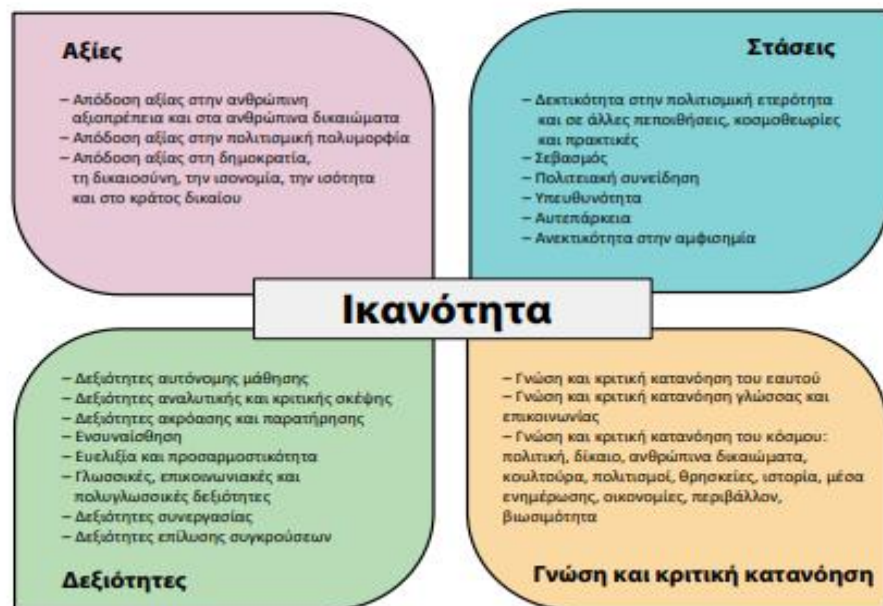 Αξίες
– Απόδοση αξίας στην ανθρώπινη
αξιοπρέπεια και στα ανθρώπινα δικαιώματα
– Απόδοση αξίας στην πολιτισμική πολυμορφία
– Απόδοση αξίας στη δημοκρατία,
τη δικαιοσύνη, την ισονομία, την ισότητα
και στο κράτος δικαίου
Στάσεις
– Δεκτικότητα στην πολιτισμική ετερότητα
και σε άλλες πεποιθήσεις, κοσμοθεωρίες
και πρακτικές
– Σεβασμός
– Πολιτειακή συνείδηση
– Υπευθυνότητα
– Αυτεπάρκεια
– Ανεκτικότητα στην αμφισημία
Ικανότητα
– Δεξιότητες αυτόνομης μάθησης
– Δεξιότητες αναλυτικής και κριτικής σκέψης
– Δεξιότητες ακρόασης και παρατήρησης
– Ενσυναίσθηση
– Ευελιξία και προσαρμοστικότητα
– Γλωσσικές, επικοινωνιακές και
πολυγλωσσικές δεξιότητες
– Δεξιότητες συνεργασίας
– Δεξιότητες επίλυσης συγκρούσεων
Δεξιότητες
– Γνώση και κριτική κατανόηση του εαυτού
– Γνώση και κριτική κατανόηση γλώσσας και
επικοινωνίας
– Γνώση και κριτική κατανόηση του κόσμου:
πολιτική, δίκαιο, ανθρώπινα δικαιώματα,
κουλτούρα, πολιτισμοί, θρησκείες, ιστορία, μέσα
ενημέρωσης, οικονομίες, περιβάλλον,
βιωσιμότητα
Γνώση και κριτική κατανόηση